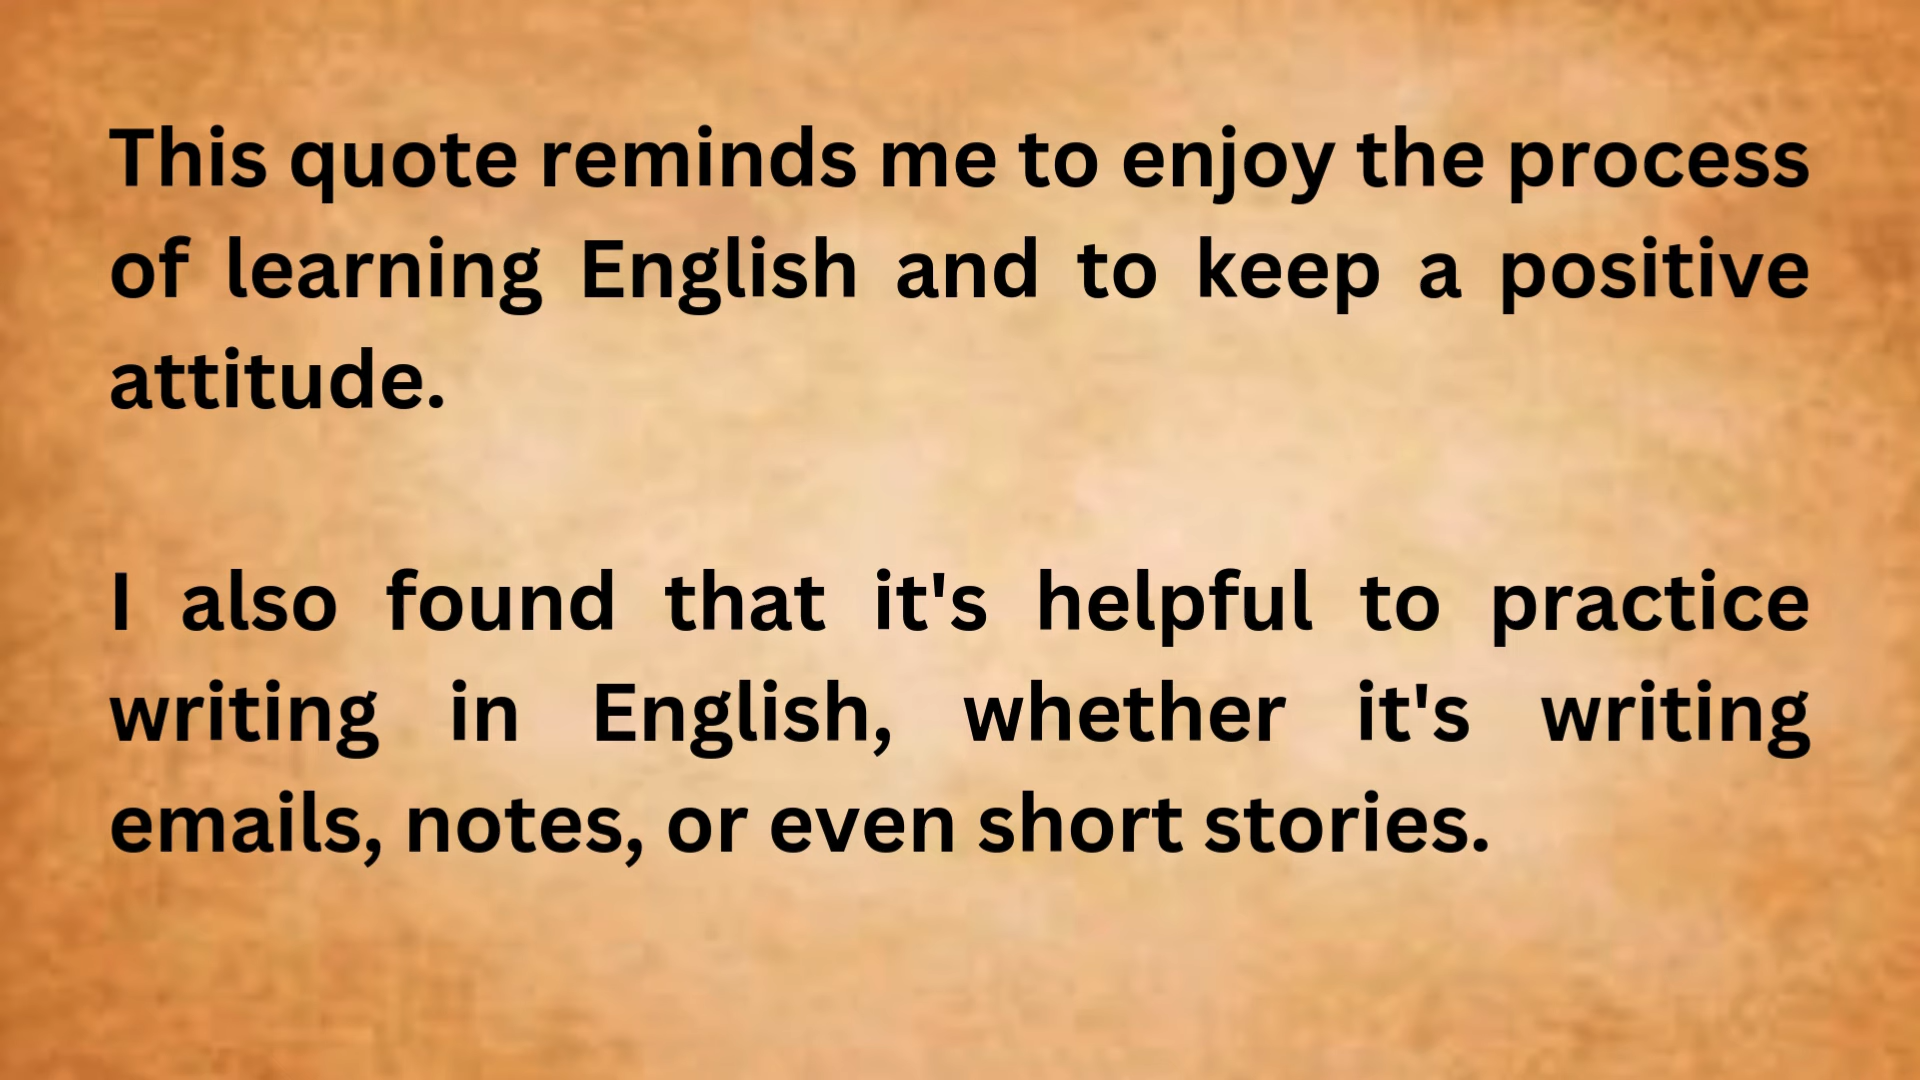 This quote reminds me to enjoy the process
of learning English and to keep a positive
attitude.
I also found that it's helpful to practice
writing in English, whether it's writing
emails, notes, or even short stories.